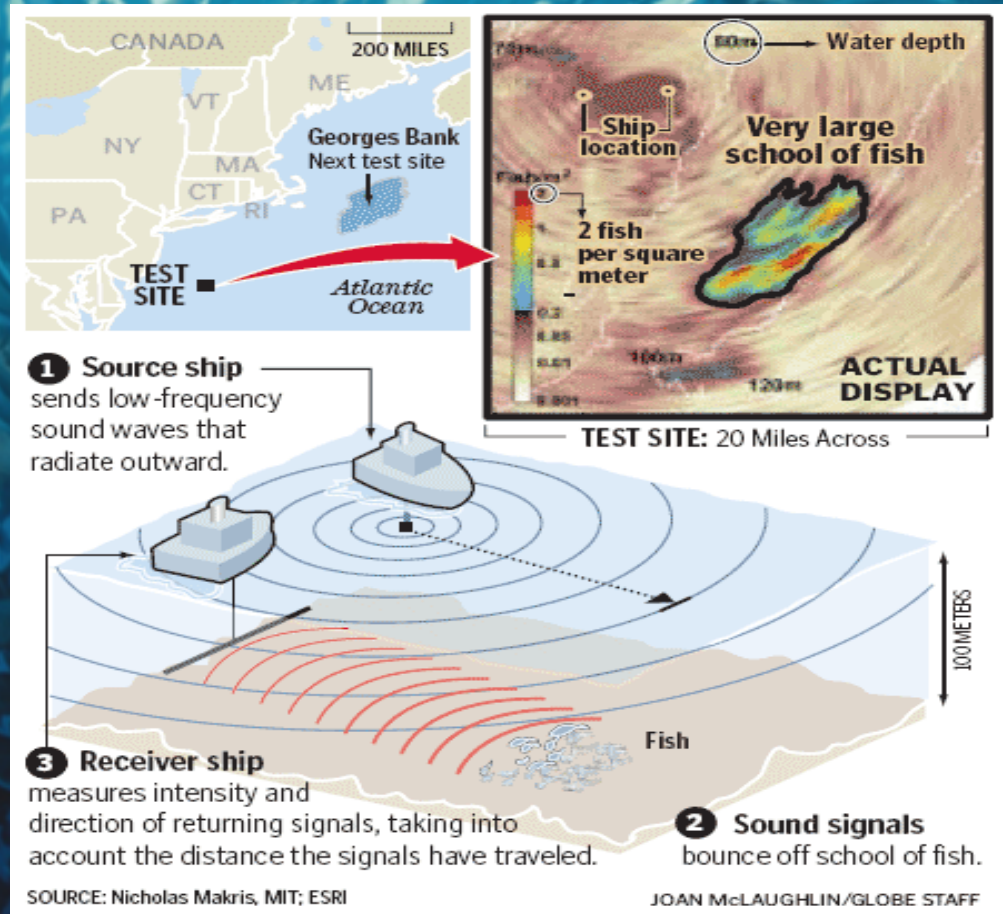 CANADA
200 MILES
ME
VT
NY
Georges Bank
Next test site
MA
CT
RI
PA
TEST
SITE
Atlantic
Ocean
80m
Water depth
Ship
location
Very large
school of fish
2 fish
per square
meter
0.2
100m
120m
ACTUAL
DISPLAY
TEST SITE: 20 Miles Across
1 Source ship
sends low-frequency
sound waves that
radiate outward.
100 METERS
Fish
3 Receiver ship
measures intensity and
direction of returning signals, taking into
account the distance the signals have traveled.
2 Sound signals
bounce off school of fish.
SOURCE: Nicholas Makris, MIT; ESRI
JOAN McLAUGHLIN/GLOBE STAFF